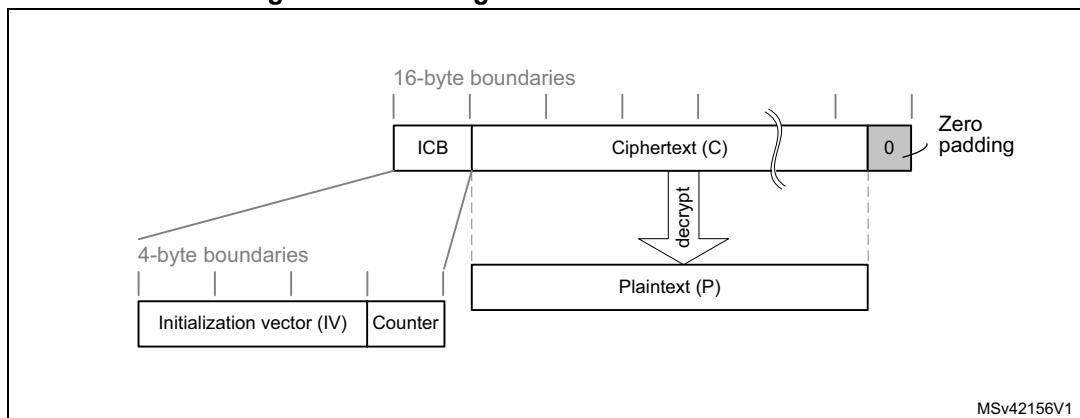 16-byte boundaries
ICB
Ciphertext (C)
0
Zero
padding
decrypt
4-byte boundaries
Plaintext (P)
Initialization vector (IV)
Counter
MSv42156V1